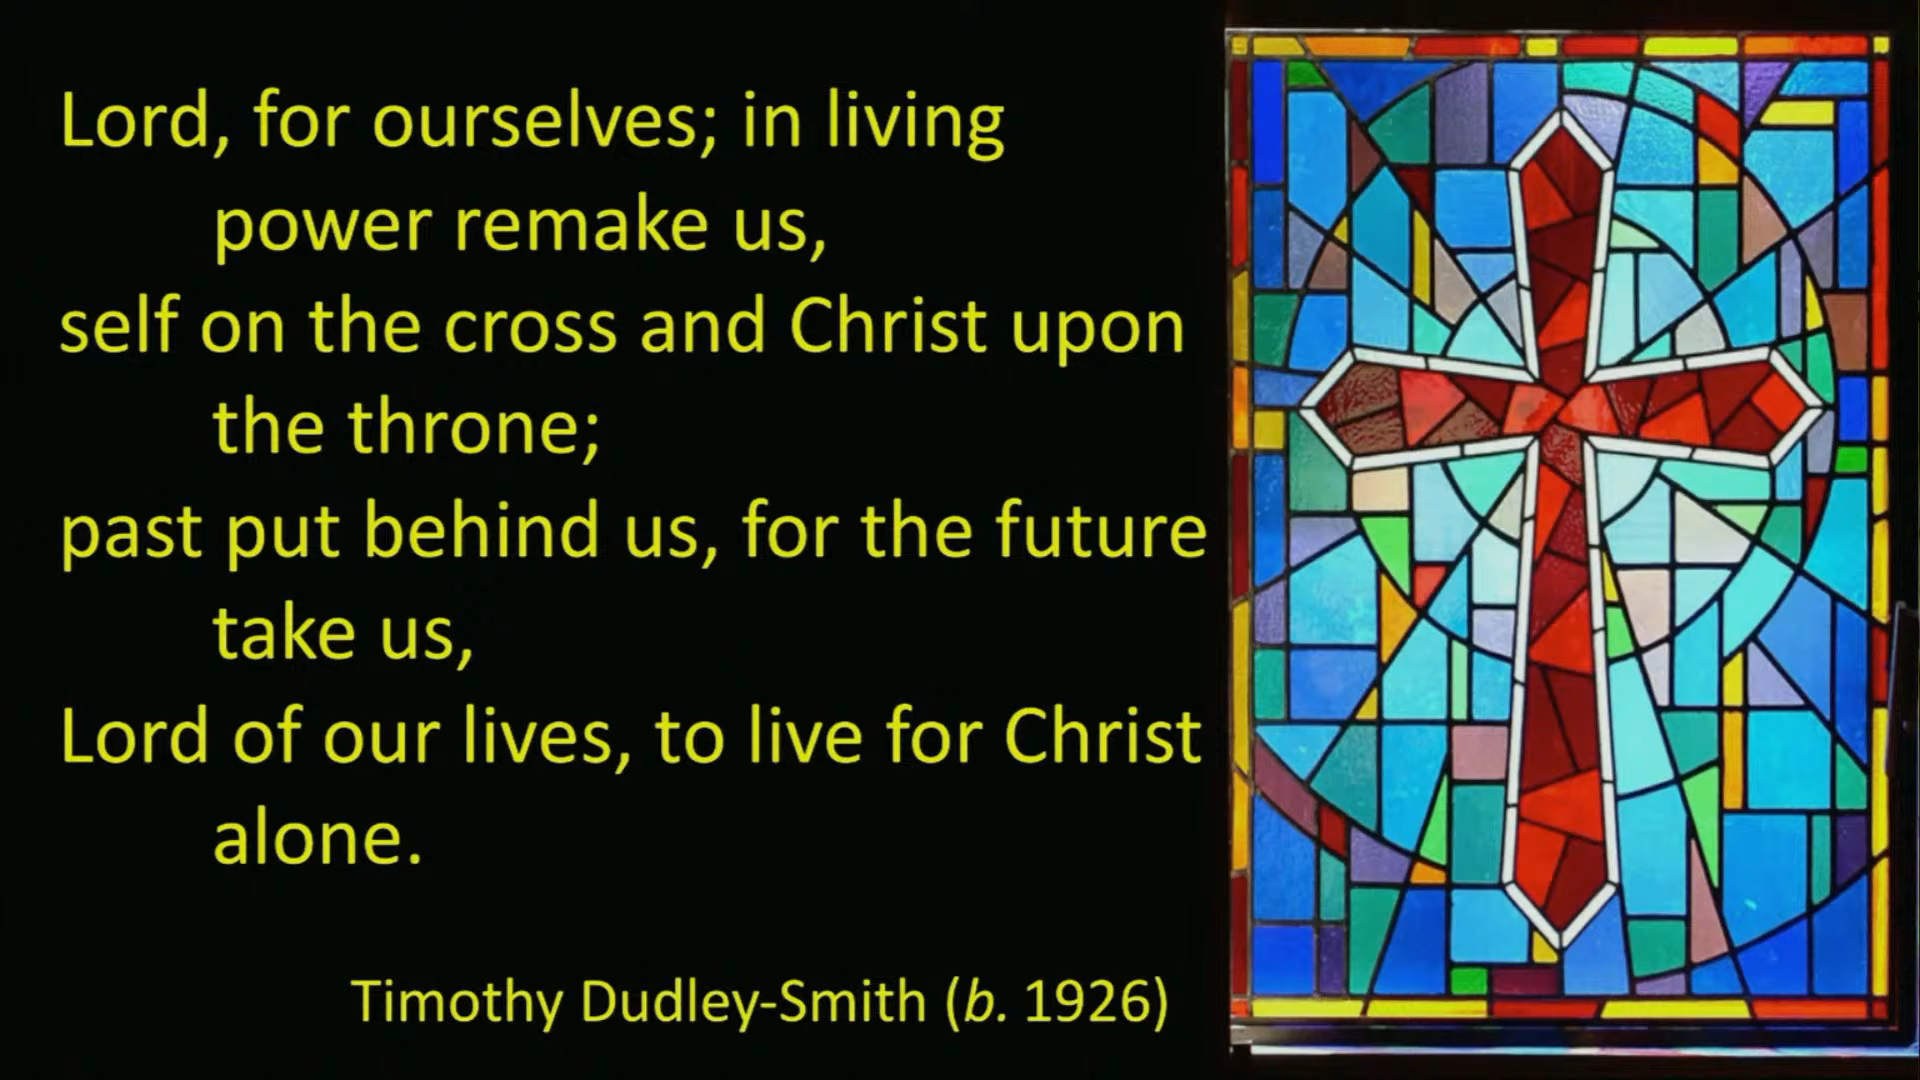 Lord, for ourselves; in living
power remake us,
self on the cross and Christ upon
the throne;
past put behind us, for the future
take us,
Lord of our lives, to live for Christ
alone.
Timothy Dudley-Smith (b. 1926)